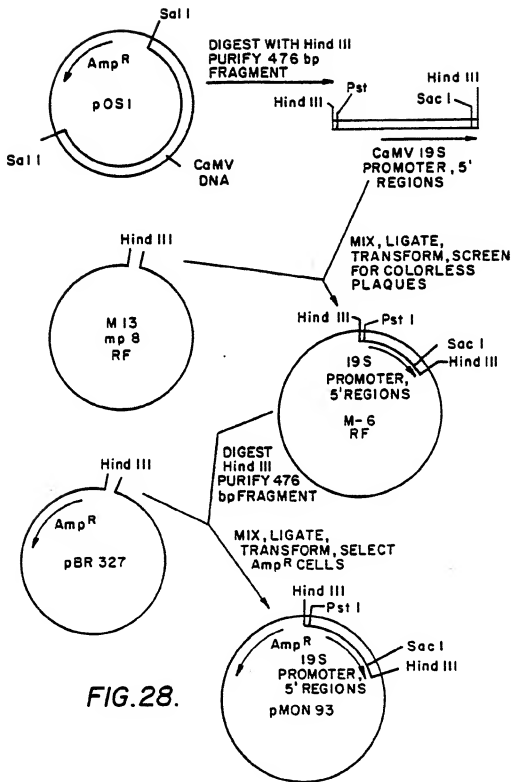 Sal I
Amp R
pOS1
Sal I
CaMV
DNA
DIGEST WITH Hind III
PURIFY 476 bp
FRAGMENT
Hind III
Pst
Hind III
Sac I
CaMV 19S
PROMOTER, 5'
REGIONS
Hind III
M 13
mp 8
RF
MIX, LIGATE,
TRANSFORM, SCREEN
FOR COLORLESS
PLAQUES
Hind III
Pst I
Sac I
Hind III
19S
PROMOTER,
5' REGIONS
M-6
RF
DIGEST
Hind III
PURIFY 476
bp FRAGMENT
Hind III
Amp R
pBR 327
MIX, LIGATE,
TRANSFORM, SELECT
Amp R CELLS
Hind III
Pst I
Amp R
Sac I
Hind III
19S
PROMOTER,
5' REGIONS
pMON 93
FIG.28.